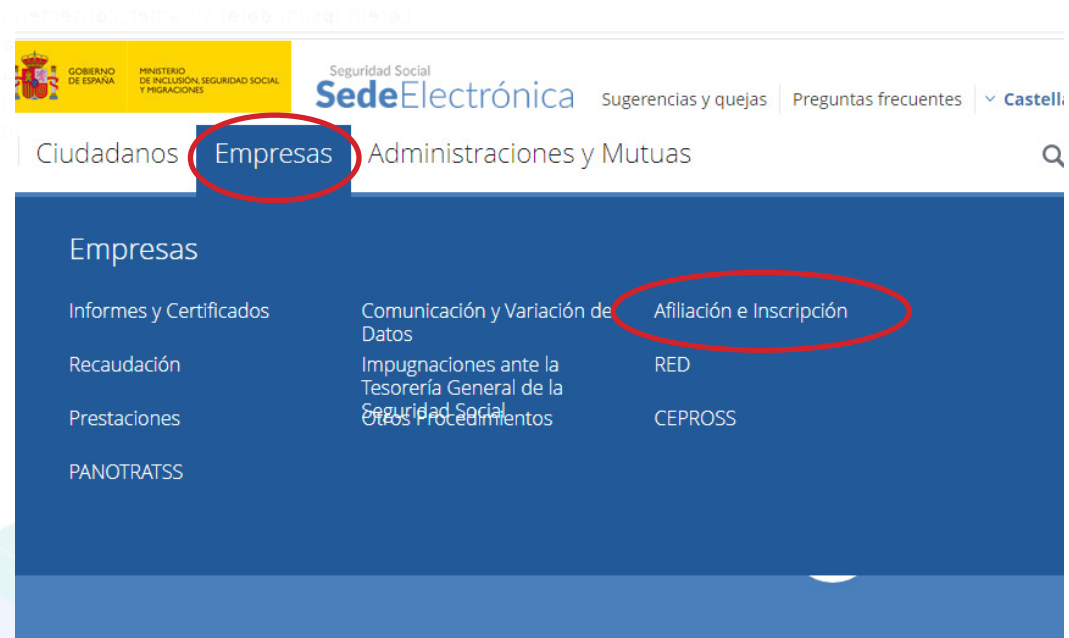 GOBIERNO
DE ESPAÑA
MINISTERIO
DE INCLUSIÓN, SEGURIDAD SOCIAL
Y MIGRACIONES
Seguridad Social
SedeElectrónica
Sugerencias y quejas
Preguntas frecuentes
Castella
Ciudadanos
Empresas
Administraciones y Mutuas
Empresas
Informes y Certificados
Comunicación y Variación de
Datos
Afiliación e Inscripción
Recaudación
Impugnaciones ante la
Tesorería General de la
Seguridad Social
RED
Prestaciones
Otros Procedimientos
CEPROSS
PANOTRATSS